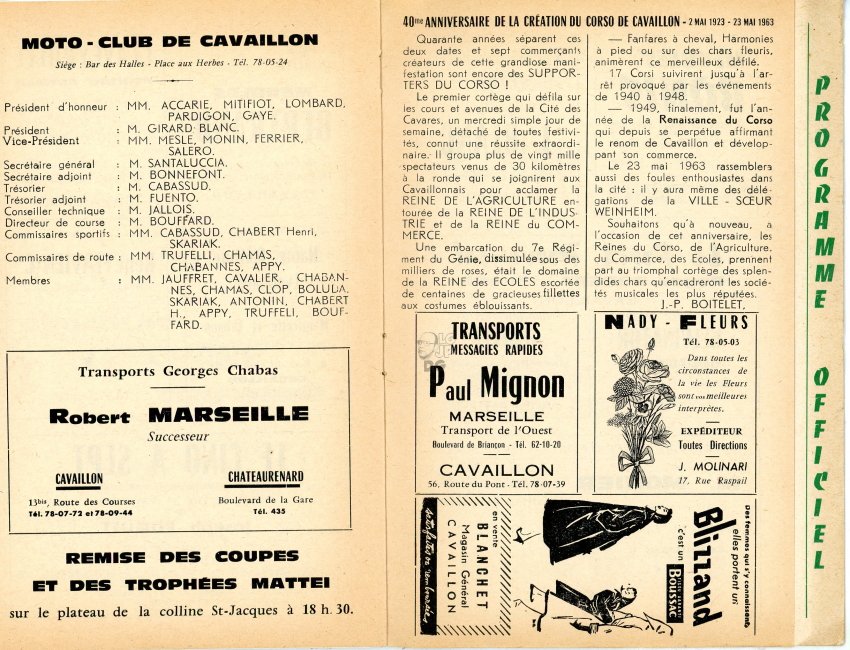 MOTO - CLUB DE CAVAILLON
Siége : Bar des Halles - Place aux Herbes - Tél. 78-05-24
Président d'honneur : MM. ACCARIE, MITIFIOT, LOMBARD,
PARDIGON, GAYE.
Président : M. GIRARD BLANC.
Vice-Président : MM. MESLE, MONIN, FERRIER,
SALERO.
Secrétaire général : M. SANTALUCCIA.
Secrétaire adjoint : M. BONNEFONT.
Trésorier : M. CABASSUD.
Trésorier adjoint : M. FUENTO.
Conseiller technique : M. JALLOIS.
Directeur de course : M. BOUFFARD.
Commissaires sportifs : MM. CABASSUD, CHABERT Henri,
SKARIAK.
Commissaires de route : MM. TRUFELLI, CHAMAS,
CHABANNES, APPY.
Membres : MM. JAUFFRET, CAVALIER, CHABAN-
NES, CHAMAS, CLOP, BOLUDA,
SKARIAK, ANTONIN, CHABERT
H., APPY, TRUFFELI, BOUF-
FARD.
Transports Georges Chabas
Robert MARSEILLE
Successeur
CAVAILLON
13bis, Route des Courses
Tél. 78-07-72 et 78-09-44
CHATEAURENARD
Boulevard de la Gare
Tél. 435
REMISE DES COUPES
ET DES TROPHÉES MATTEI
sur le plateau de la colline St-Jacques à 18 h. 30.
40me ANNIVERSAIRE DE LA CRÉATION DU CORSO DE CAVAILLON - 2 MAI 1923 - 23 MAI 1963
Quarante années séparent ces
deux dates et sept commerçants
créateurs de cette grandiose mani-
festation sont encore des SUPPOR-
TERS DU CORSO !
Le premier cortège qui défila sur
les cours et avenues de la Cité des
Cavares, un mercredi simple jour de
semaine, détaché de toutes festivi-
tés, connut une réussite extraordi-
naire. Il groupa plus de vingt mille
spectateurs venus de 30 kilomètres
à la ronde qui se joignirent aux
Cavaillonnais pour acclamer la
REINE DE L'AGRICULTURE en-
tourée de la REINE DE L'INDUS-
TRIE et de la REINE DU COM-
MERCE.
Une embarcation du 7e Régi-
ment du Génie, dissimulée sous des
milliers de roses, était le domaine
de la REINE des ECOLES escortée
de centaines de gracieuses fillettes
aux costumes éblouissants.
— Fanfares à cheval, Harmonies
à pied ou sur des chars fleuris,
animèrent ce merveilleux défilé.
17 Corsi suivirent jusqu'à l'ar-
rêt provoqué par les événements
de 1940 à 1948.
— 1949, finalement, fut l'an-
née de la Renaissance du Corso
qui depuis se perpétue affirmant
le renom de Cavaillon et dévelop-
pant son commerce.
Le 23 mai 1963 rassemblera
aussi des foules enthousiastes dans
la cité : il y aura même des délé-
gations de la VILLE - SŒUR
WEINHEIM.
Souhaitons qu'à nouveau, a
l'occasion de cet anniversaire, les
Reines du Corso, de l'Agriculture,
du Commerce, des Ecoles, prennent
part au triomphal cortège des splen-
dides chars qu'encadreront les socié-
tés musicales les plus réputées.
J.-P. BOITELET.
TRANSPORTS
MESSAGIES RAPIDES
Paul Mignon
MARSEILLE
Transport de l'Ouest
Boulevard de Briançon - Tél. 62-10-20
CAVAILLON
56, Route du Pont - Tél. 78-07-39
NADY - FLEURS
Tél. 78-05-03
Dans toutes les
circonstances de
la vie les Fleurs
sont vos meilleures
interprètes.
EXPÉDITEUR
Toutes Directions
J. MOLINARI
17, Rue Raspail
Des femmes qui s'y connaissent
elles portent un
Blizzand
c'est un
BOUSSAC
en vente
BLANCHET
Magasin Général
CAVAILLON
satisfaites ou remboursées
PROGRAMME OFFICIEL